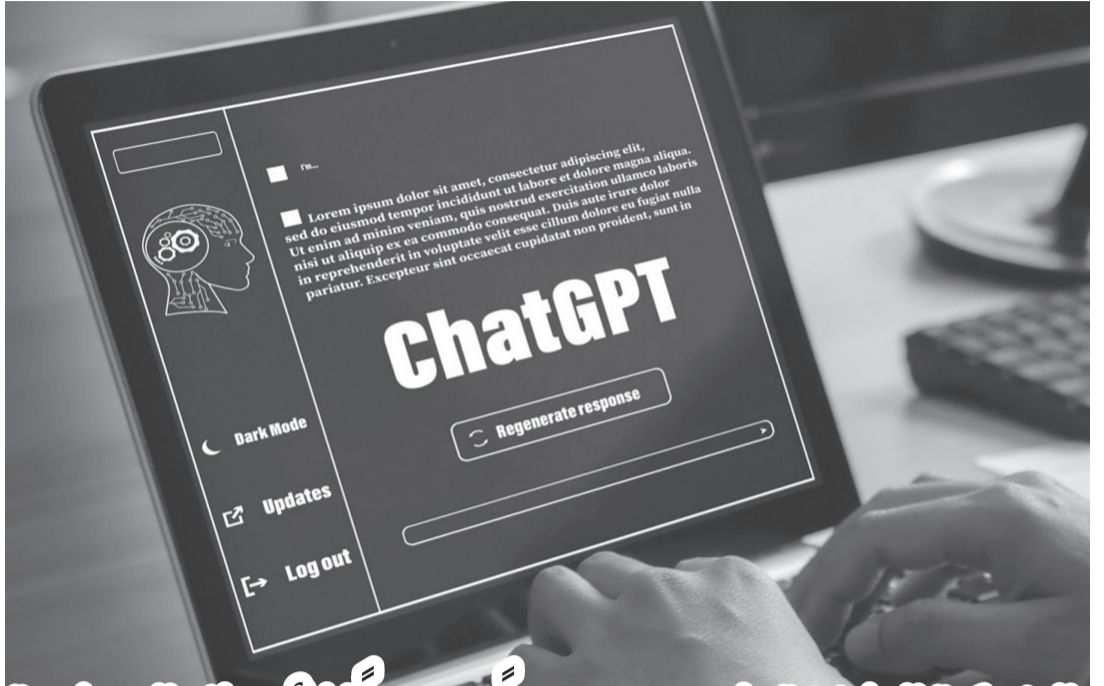 I'm...
Lorem ipsum dolor sit amet, consectetur adipiscing elit,
sed do eiusmod tempor incididunt ut labore et dolore magna aliqua.
Ut enim ad minim veniam, quis nostrud exercitation ullamco laboris
nisi ut aliquip ex ea commodo consequat. Duis aute irure dolor
in reprehenderit in voluptate velit esse cillum dolore eu fugiat nulla
pariatur. Excepteur sint occaecat cupidatat non proident, sunt in
ChatGPT
Regenerate response
Dark Mode
Updates
Log out